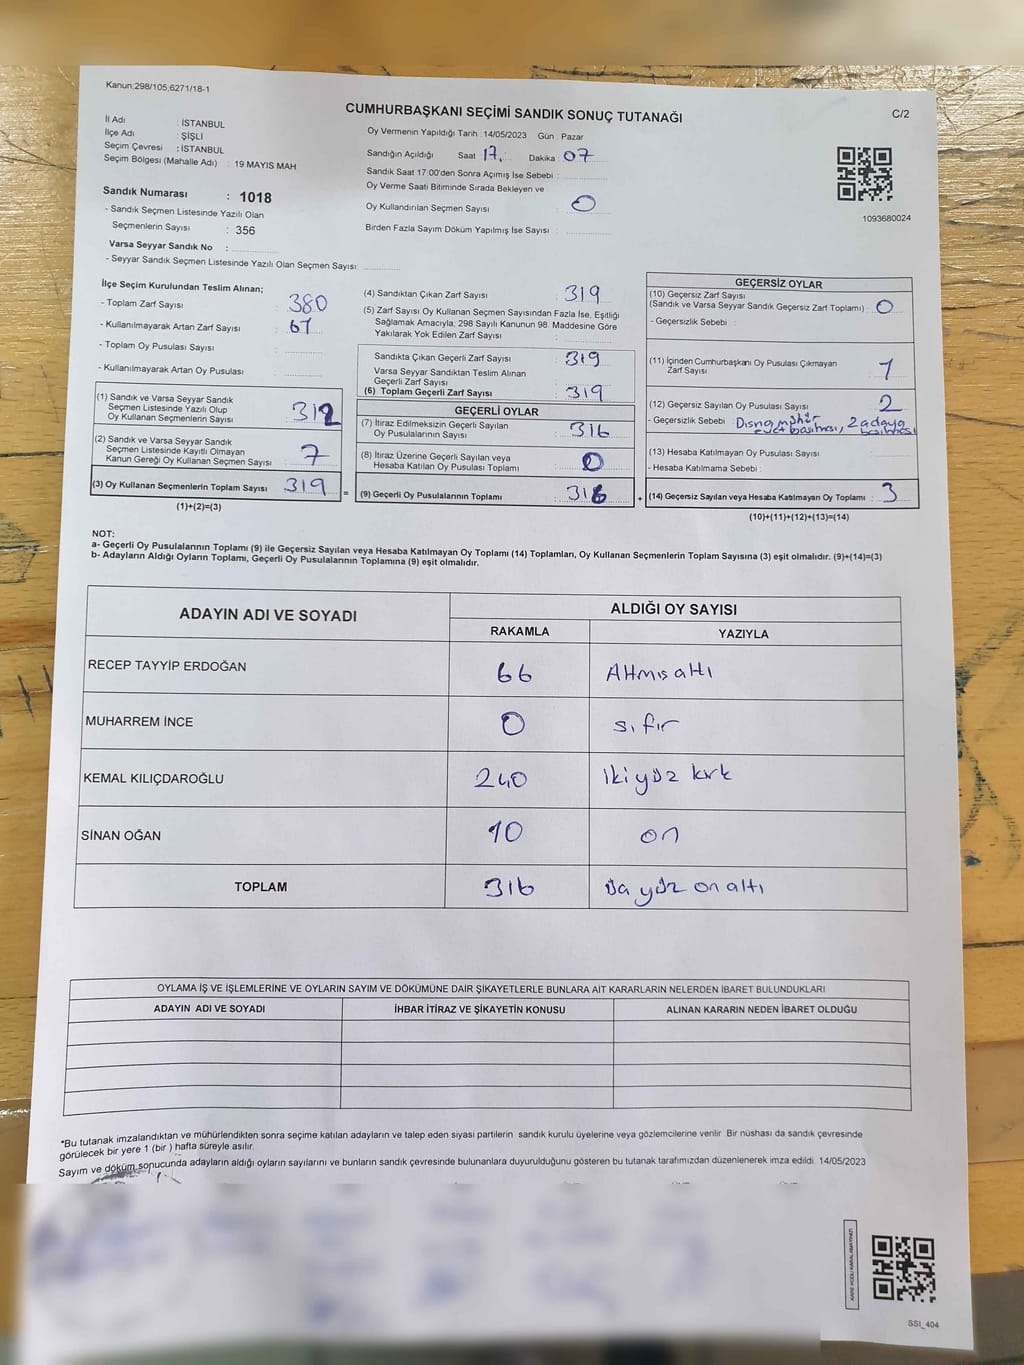 Kanun;298/105;6271/18-1
CUMHURBAŞKANI SEÇİMİ SANDIK SONUÇ TUTANAĞI
C/2
İl Adı : İSTANBUL
İlçe Adı : ŞİŞLİ
Seçim Çevresi : İSTANBUL
Seçim Bölgesi (Mahalle Adı) : 19 MAYIS MAH
Sandık Numarası : 1018
- Sandık Seçmen Listesinde Yazılı Olan
Seçmenlerin Sayısı : 356
Varsa Seyyar Sandık No :
- Seyyar Sandık Seçmen Listesinde Yazılı Olan Seçmen Sayısı:
Oy Vermenin Yapıldığı Tarih : 14/05/2023 Gün : Pazar
Sandığın Açıldığı Saat 17. Dakika : 07
Sandık Saat 17:00'den Sonra Açımış İse Sebebi :
Oy Verme Saati Bitiminde Sırada Bekleyen ve
Oy Kullandırılan Seçmen Sayısı : 0
Birden Fazla Sayım Döküm Yapılmış İse Sayısı :
1093680024
İlçe Seçim Kurulundan Teslim Alınan;
- Toplam Zarf Sayısı : 380
- Kullanılmayarak Artan Zarf Sayısı : 61
- Toplam Oy Pusulası Sayısı :
- Kullanılmayarak Artan Oy Pusulası :
(1) Sandık ve Varsa Seyyar Sandık
Seçmen Listesinde Yazılı Olup
Oy Kullanan Seçmenlerin Sayısı : 312
(2) Sandık ve Varsa Seyyar Sandık
Seçmen Listesinde Kayıtlı Olmayan
Kanun Gereği Oy Kullanan Seçmen Sayısı : 7
(3) Oy Kullanan Seçmenlerin Toplam Sayısı : 319 =
(1)+(2)=(3)
(4) Sandıktan Çıkan Zarf Sayısı : 319
(5) Zarf Sayısı Oy Kullanan Seçmen Sayısından Fazla İse, Eşitliği
Sağlamak Amacıyla, 298 Sayılı Kanunun 98. Maddesine Göre
Yakılarak Yok Edilen Zarf Sayısı :
Sandıkta Çıkan Geçerli Zarf Sayısı : 319
Varsa Seyyar Sandıktan Teslim Alınan
Geçerli Zarf Sayısı :
(6) Toplam Geçerli Zarf Sayısı : 319
GEÇERLİ OYLAR
(7) İtiraz Edilmeksizin Geçerli Sayılan
Oy Pusulalarının Sayısı : 316
(8) İtiraz Üzerine Geçerli Sayılan veya
Hesaba Katılan Oy Pusulası Toplamı : 0
(9) Geçerli Oy Pusulalarının Toplamı : 316 +
GEÇERSİZ OYLAR
(10) Geçersiz Zarf Sayısı
(Sandık ve Varsa Seyyar Sandık Geçersiz Zarf Toplamı) : 0
- Geçersizlik Sebebi :
(11) İçinden Cumhurbaşkanı Oy Pusulası Çıkmayan
Zarf Sayısı : 1
(12) Geçersiz Sayılan Oy Pusulası Sayısı : 2
- Geçersizlik Sebebi : Dışına mühür
evet basılması, 2 adaya
basılması
(13) Hesaba Katılmayan Oy Pusulası Sayısı :
- Hesaba Katılmama Sebebi :
(14) Geçersiz Sayılan veya Hesaba Katılmayan Oy Toplamı : 3
(10)+(11)+(12)+(13)=(14)
NOT:
a- Geçerli Oy Pusulalarının Toplamı (9) ile Geçersiz Sayılan veya Hesaba Katılmayan Oy Toplamı (14) Toplamları, Oy Kullanan Seçmenlerin Toplam Sayısına (3) eşit olmalıdır. (9)+(14)=(3)
b- Adayların Aldığı Oyların Toplamı, Geçerli Oy Pusulalarının Toplamına (9) eşit olmalıdır.
ADAYIN ADI VE SOYADI ALDIĞI OY SAYISI
RAKAMLA YAZIYLA
RECEP TAYYİP ERDOĞAN 66 Altmış altı
MUHARREM İNCE 0 sıfır
KEMAL KILIÇDAROĞLU 240 İki yüz kırk
SİNAN OĞAN 10 on
TOPLAM 316 üç yüz on altı
OYLAMA İŞ VE İŞLEMLERİNE VE OYLARIN SAYIM VE DÖKÜMÜNE DAİR ŞİKAYETLERLE BUNLARA AİT KARARLARIN NELERDEN İBARET BULUNDUKLARI
ADAYIN ADI VE SOYADI İHBAR İTİRAZ VE ŞİKAYETİN KONUSU ALINAN KARARIN NEDEN İBARET OLDUĞU
*Bu tutanak imzalandıktan ve mühürlendikten sonra seçime katılan adayların ve talep eden siyasi partilerin sandık kurulu üyelerine veya gözlemcilerine verilir. Bir nüshası da sandık çevresinde
görülecek bir yere 1 (bir ) hafta süreyle asılır.
Sayım ve döküm sonucunda adayların aldığı oyların sayılarını ve bunların sandık çevresinde bulunanlara duyurulduğunu gösteren bu tutanak tarafımızdan düzenlenerek imza edildi. 14/05/2023
KARE KODU KARALAMAYINIZ!
SSI_404